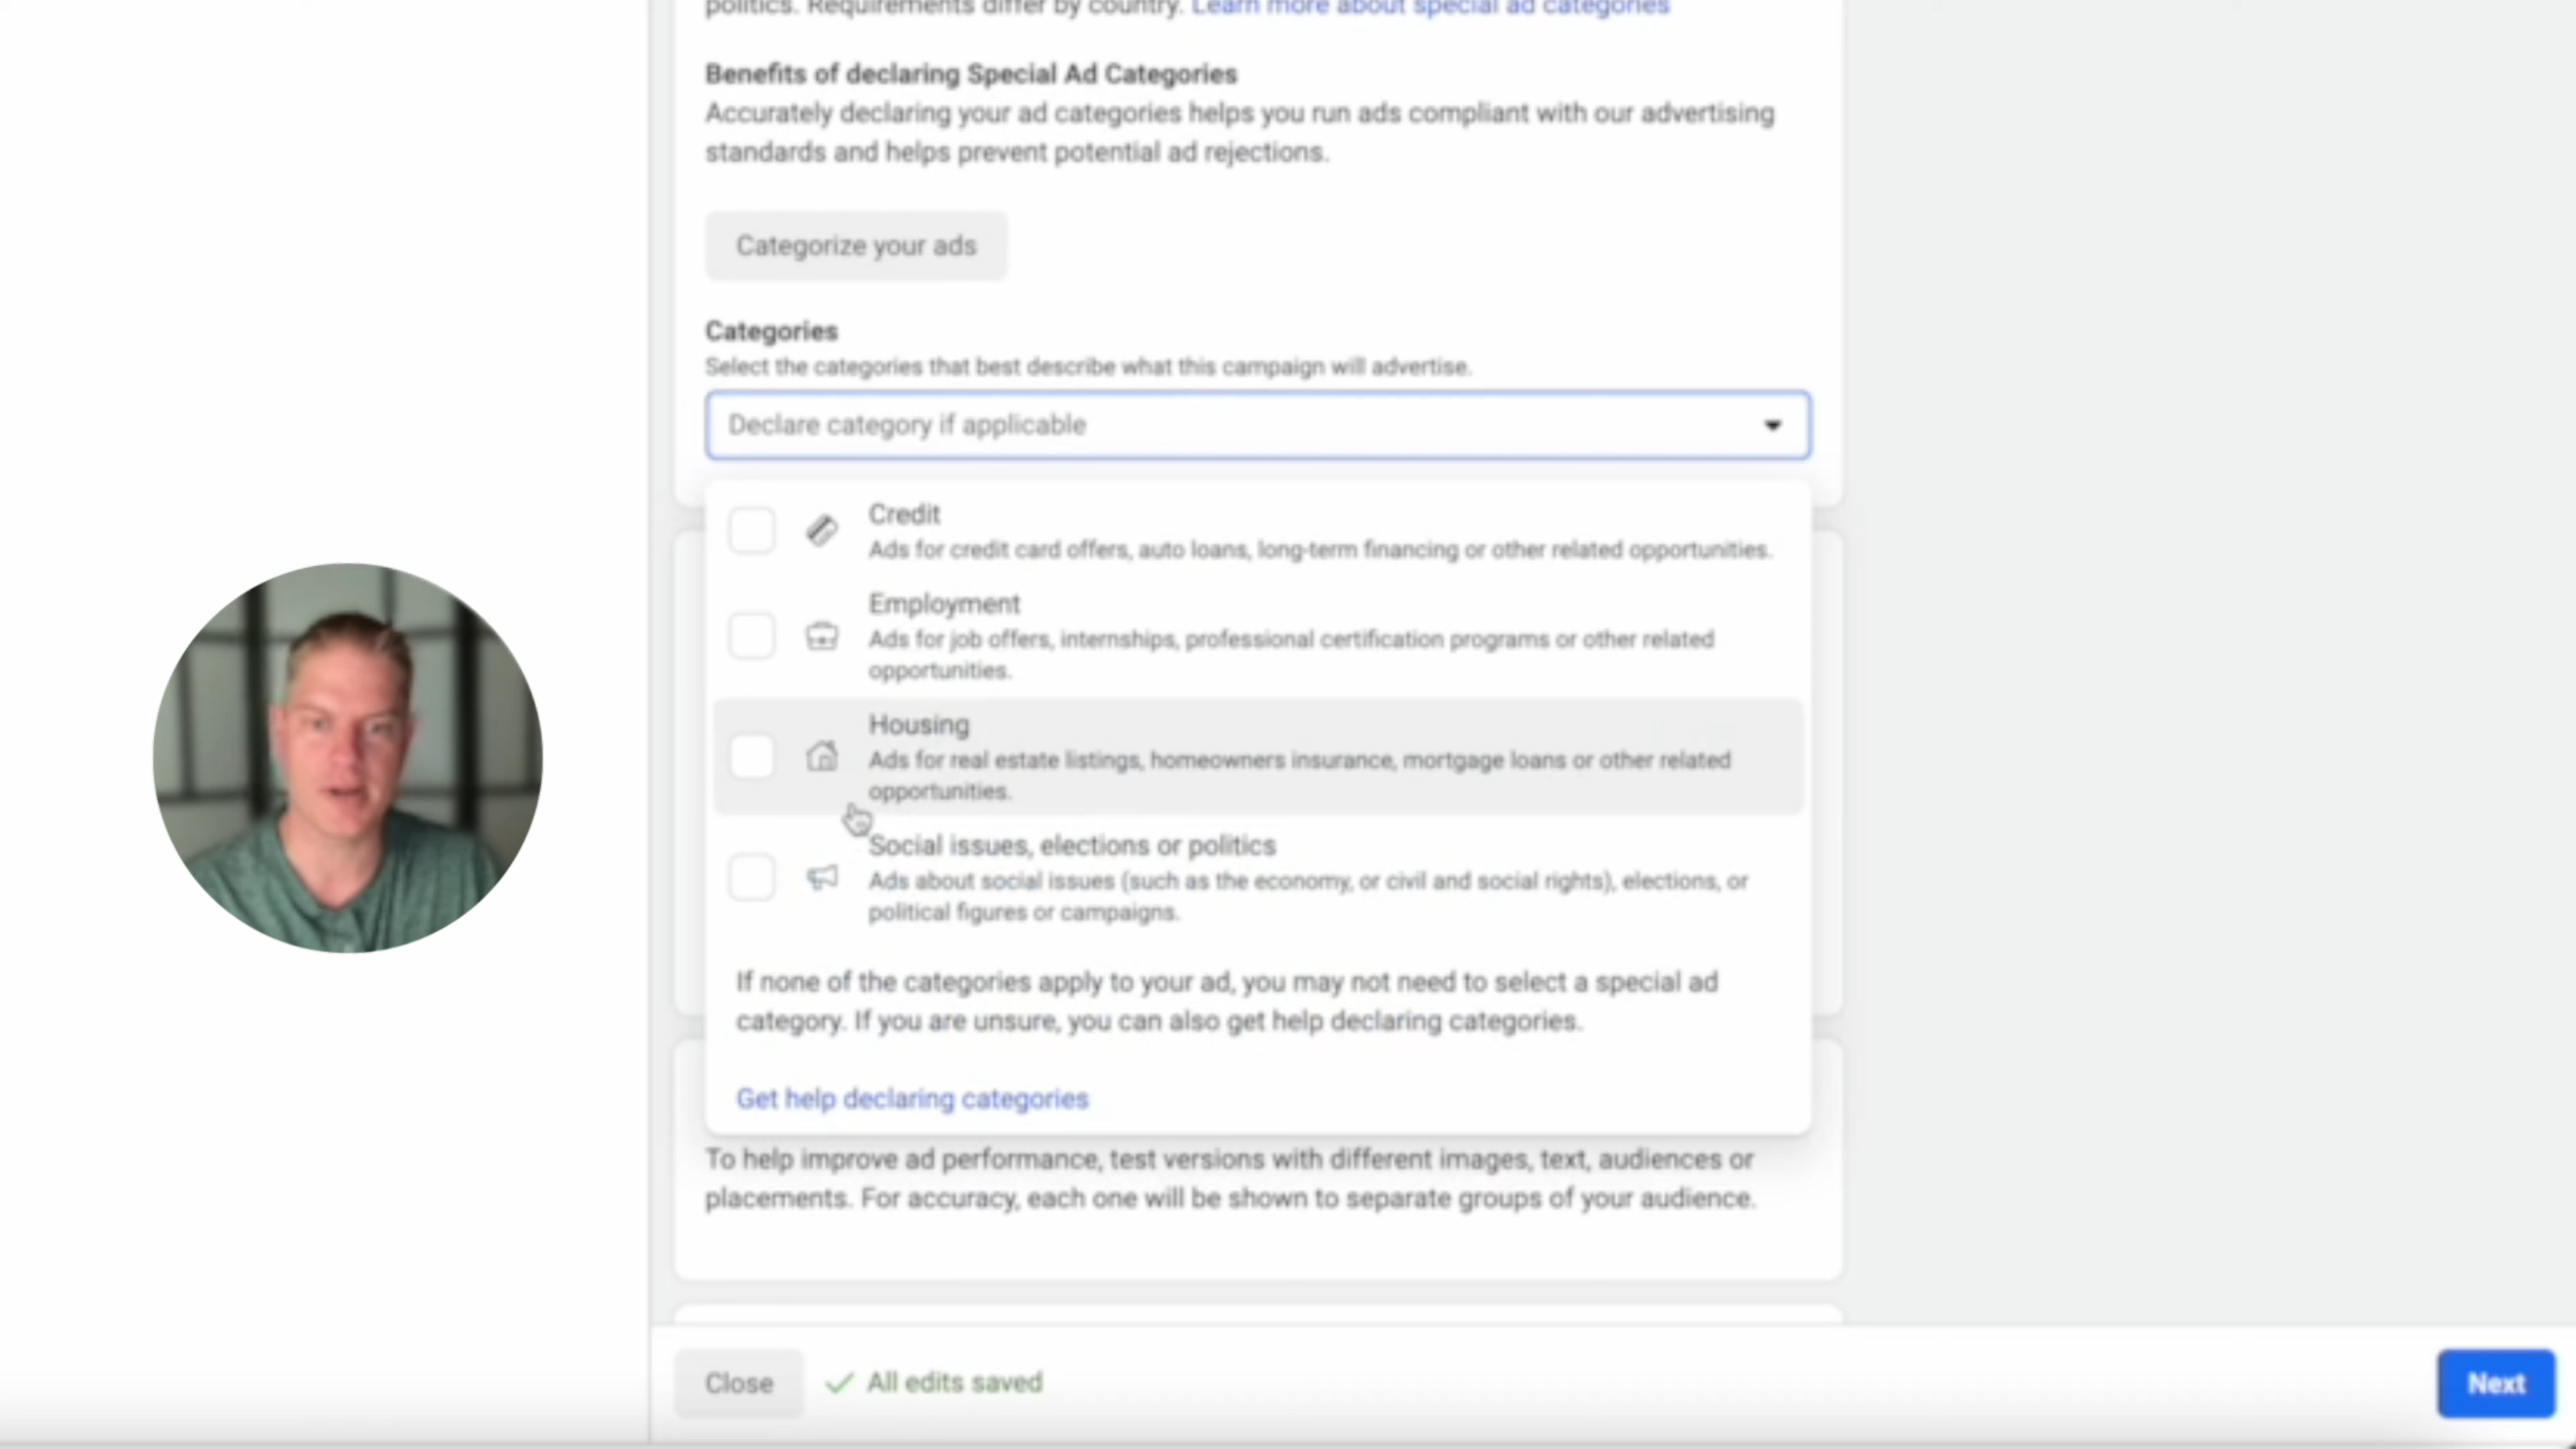 politics. Requirements differ by country. Learn more about special ad categories
Benefits of declaring Special Ad Categories
Accurately declaring your ad categories helps you run ads compliant with our advertising
standards and helps prevent potential ad rejections.
Categorize your ads
Categories
Select the categories that best describe what this campaign will advertise.
Declare category if applicable
Credit
Ads for credit card offers, auto loans, long-term financing or other related opportunities.
Employment
Ads for job offers, internships, professional certification programs or other related
opportunities.
Housing
Ads for real estate listings, homeowners insurance, mortgage loans or other related
opportunities.
Social issues, elections or politics
Ads about social issues (such as the economy, or civil and social rights), elections, or
political figures or campaigns.
If none of the categories apply to your ad, you may not need to select a special ad
category. If you are unsure, you can also get help declaring categories.
Get help declaring categories
To help improve ad performance, test versions with different images, text, audiences or
placements. For accuracy, each one will be shown to separate groups of your audience.
Close
All edits saved
Next